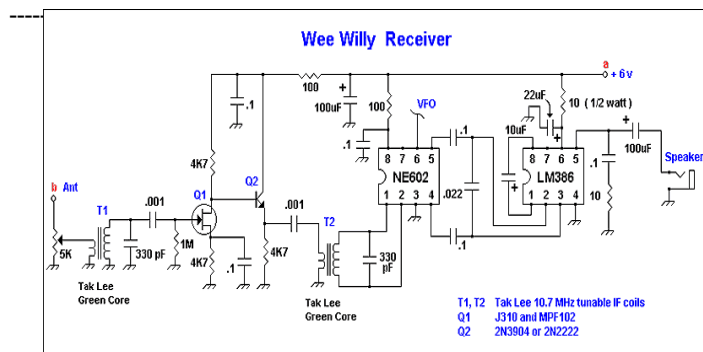 Wee Willy Receiver
a
+ 6v
100
.1
+
100uF
100
VFO
22uF
+
10 ( 1/2 watt )
10uF
.1
.1
+
100uF
Speaker
4K7
Q2
8 7 6 5
NE602
1 2 3 4
.022
8 7 6 5
LM386
1 2 3 4
+
.1
10
b Ant
T1
.001
Q1
.001
T2
5K
330 pF
1M
4K7
.1
4K7
330
pF
.1
Tak Lee
Green Core
Tak Lee
Green Core
T1, T2 Tak Lee 10.7 MHz tunable IF coils
Q1 J310 and MPF102
Q2 2N3904 or 2N2222